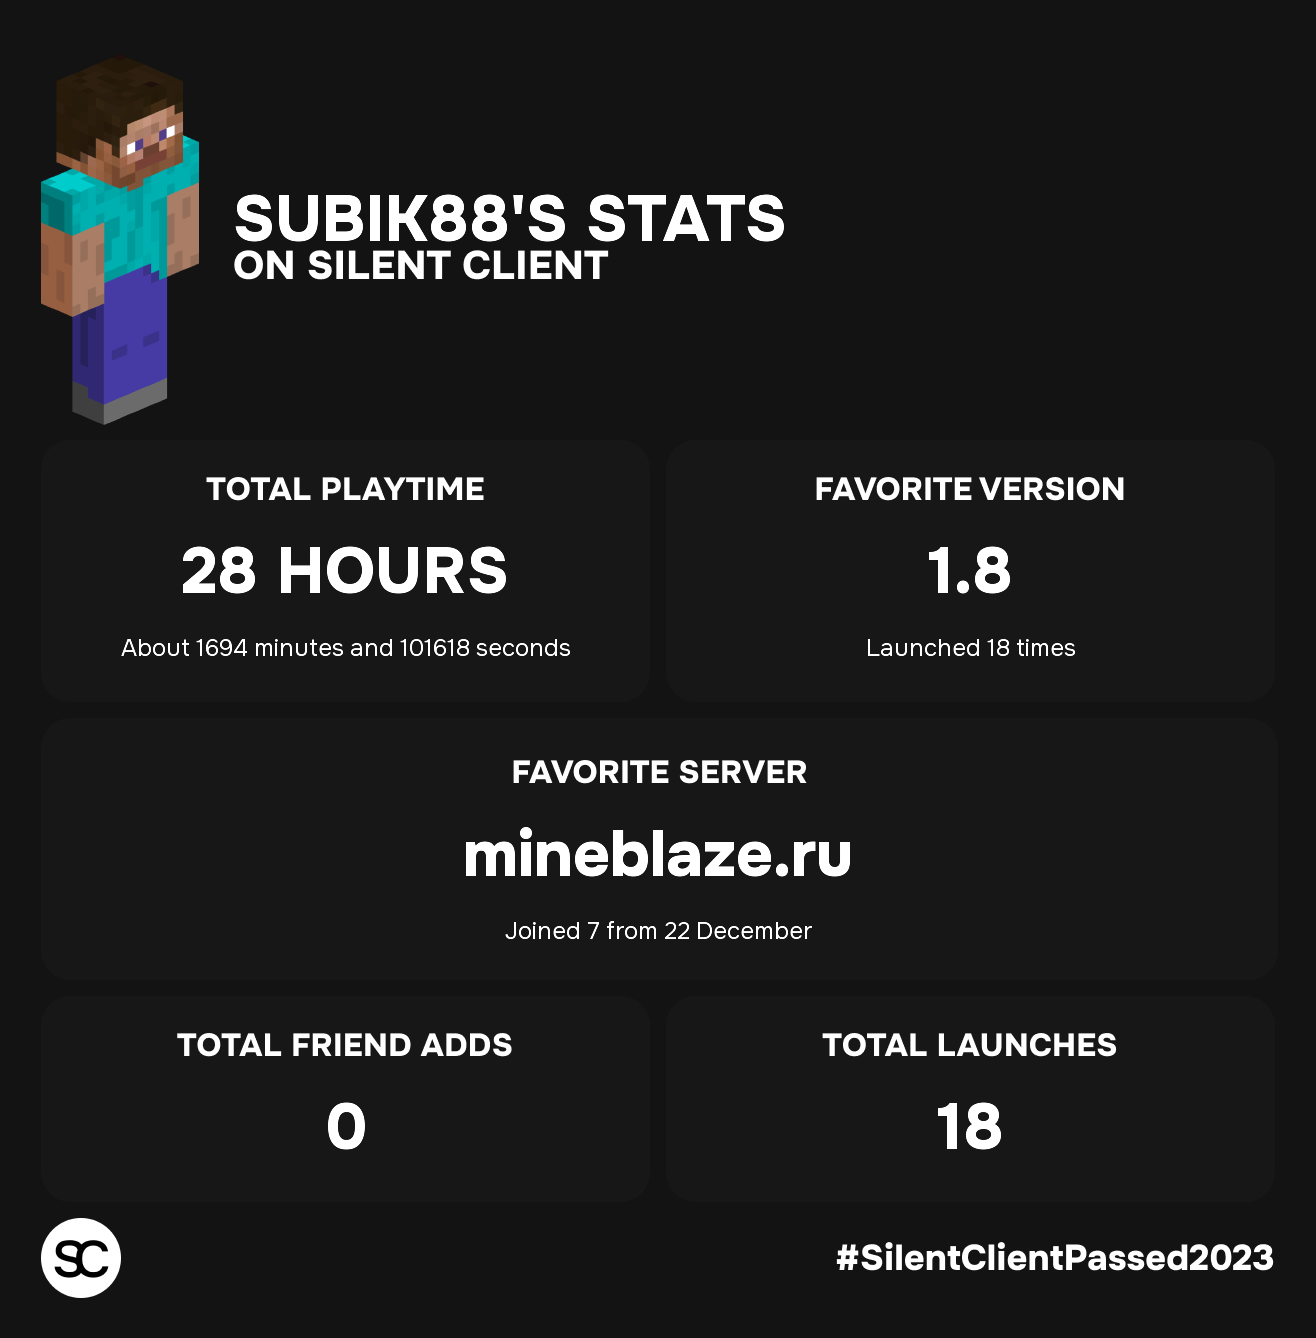 SUBIK88'S STATS
ON SILENT CLIENT
TOTAL PLAYTIME
28 HOURS
About 1694 minutes and 101618 seconds
FAVORITE VERSION
1.8
Launched 18 times
FAVORITE SERVER
mineblaze.ru
Joined 7 from 22 December
TOTAL FRIEND ADDS
0
TOTAL LAUNCHES
18
SC
#SilentClientPassed2023